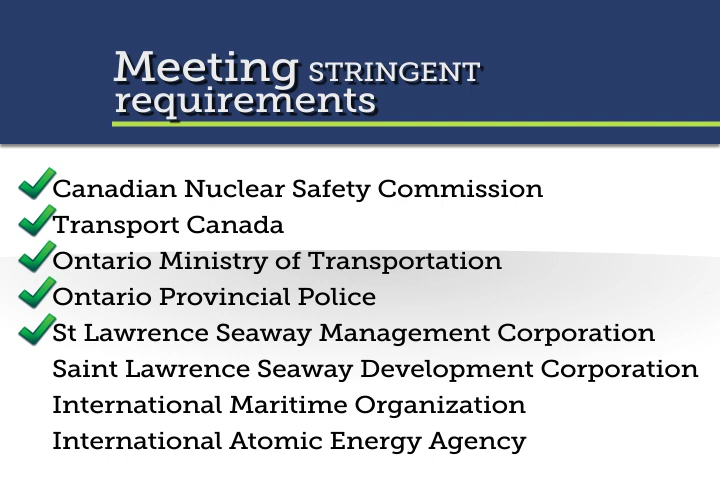 Meeting STRINGENT
requirements
Canadian Nuclear Safety Commission
Transport Canada
Ontario Ministry of Transportation
Ontario Provincial Police
St Lawrence Seaway Management Corporation
Saint Lawrence Seaway Development Corporation
International Maritime Organization
International Atomic Energy Agency